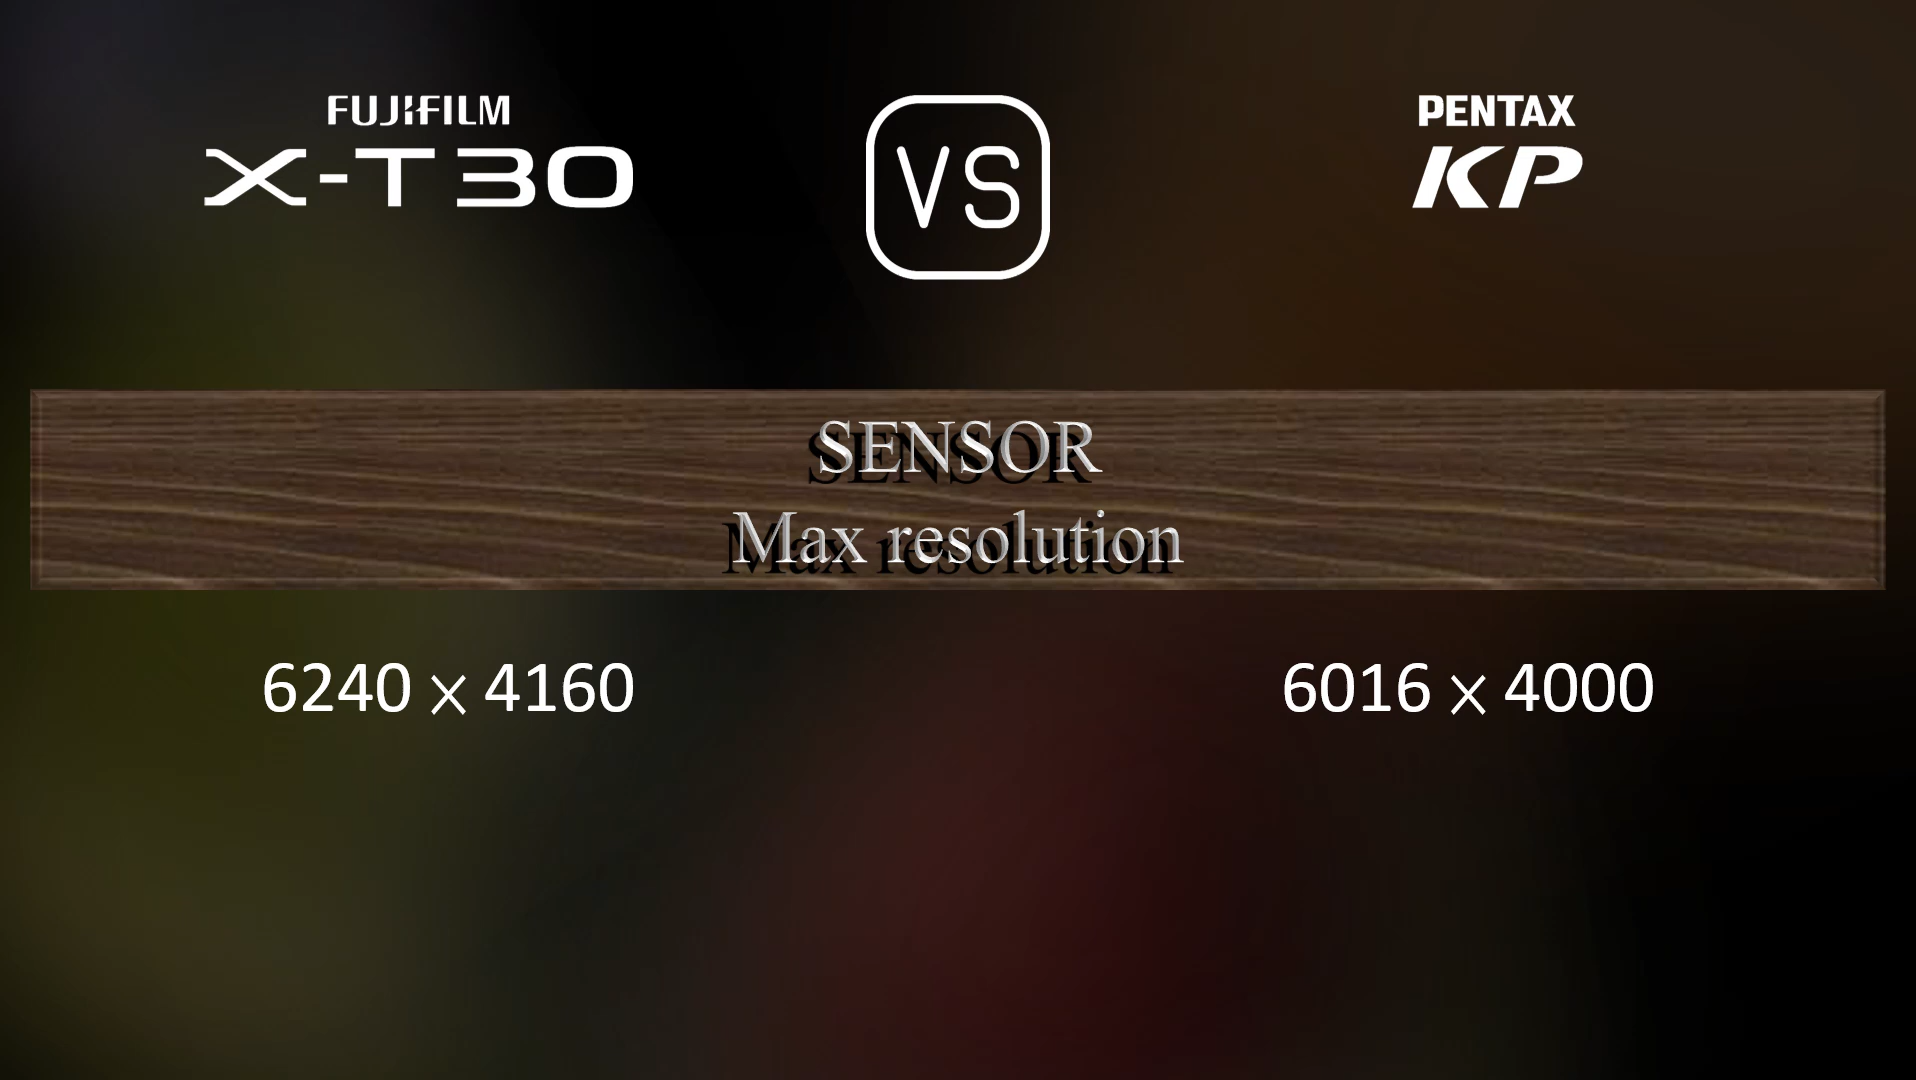 FUJIFILM
X-T30
VS
PENTAX
KP
SENSOR
Max resolution
6240 x 4160
6016 x 4000